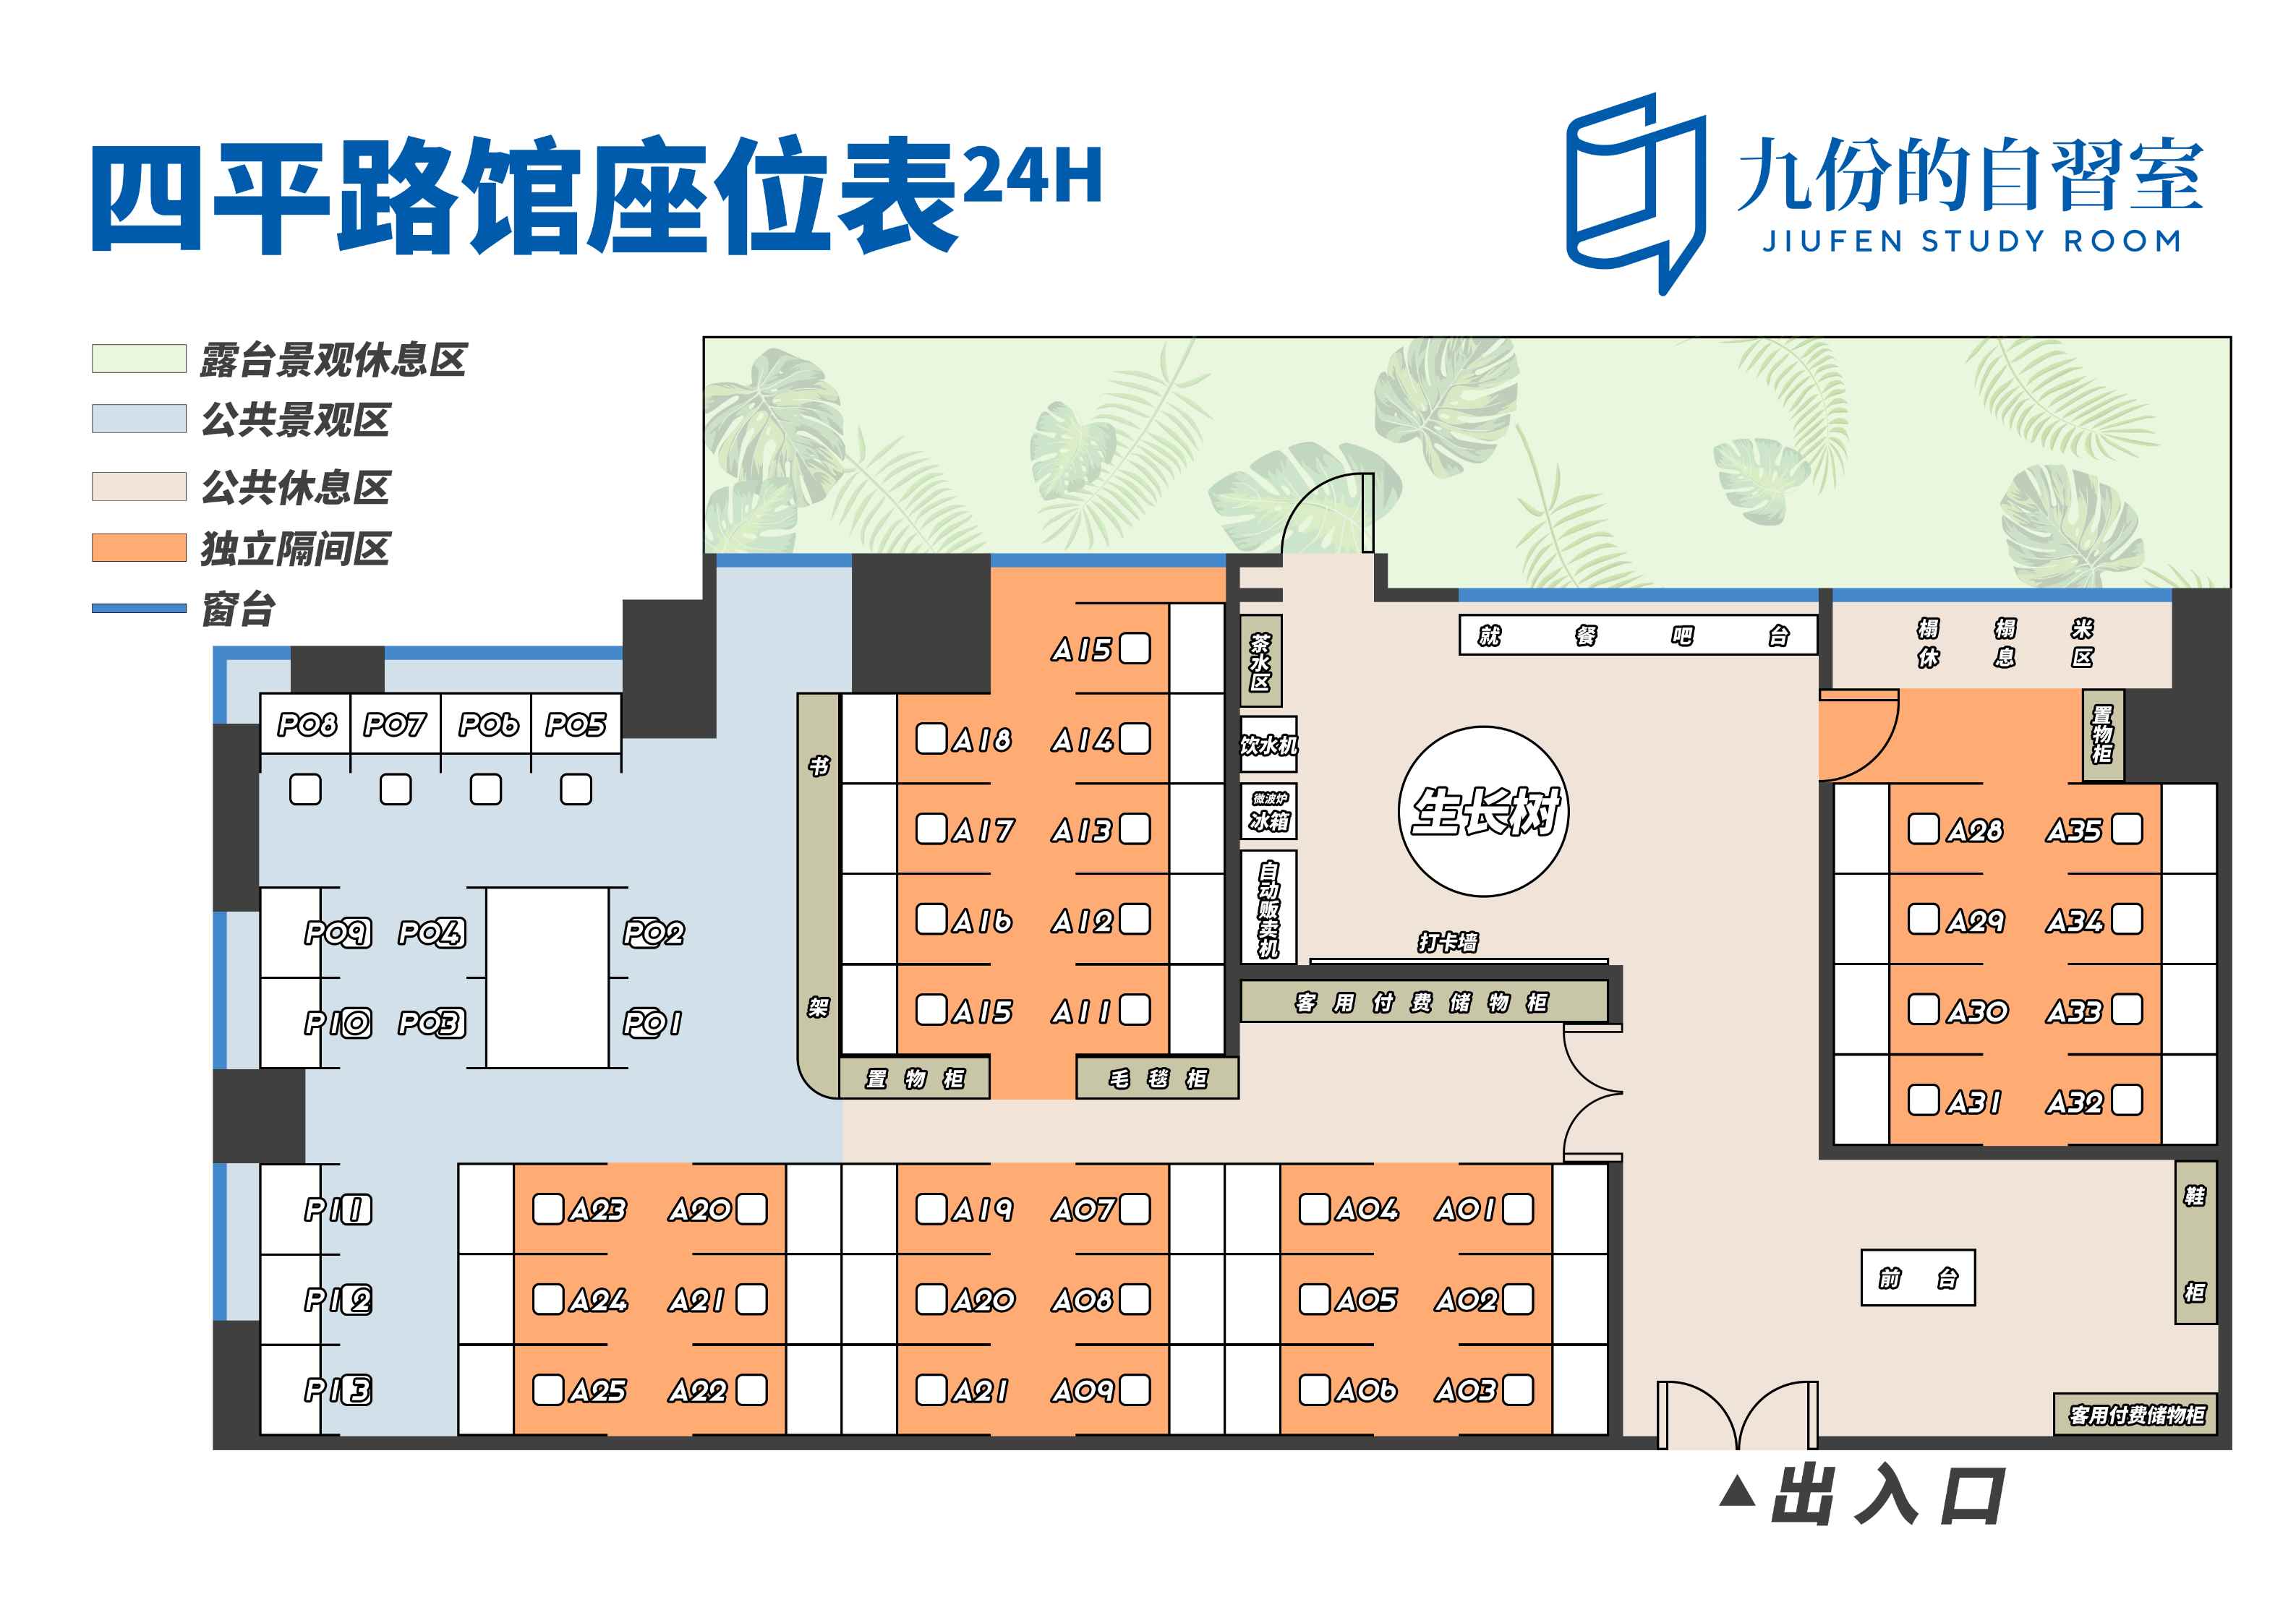 四平路馆座位表24H
九份的自習室
JIUFEN STUDY ROOM
露台景观休息区
公共景观区
公共休息区
独立隔间区
窗台
就餐吧台
榻榻米
休息区
茶水区
饮水机
微波炉
冰箱
自动贩卖机
生长树
打卡墙
置物柜
客用付费储物柜
书架
置物柜
毛毯柜
P08 P07 P06 P05
P09 P04 P02
P10 P03 P01
A15
A18 A14
A17 A13
A16 A12
A15 A11
A28 A35
A29 A34
A30 A33
A31 A32
P11 A23 A20 A19 A07 A04 A01
P12 A24 A21 A20 A08 A05 A02
P13 A25 A22 A21 A09 A06 A03
鞋柜
前台
客用付费储物柜
▲出入口